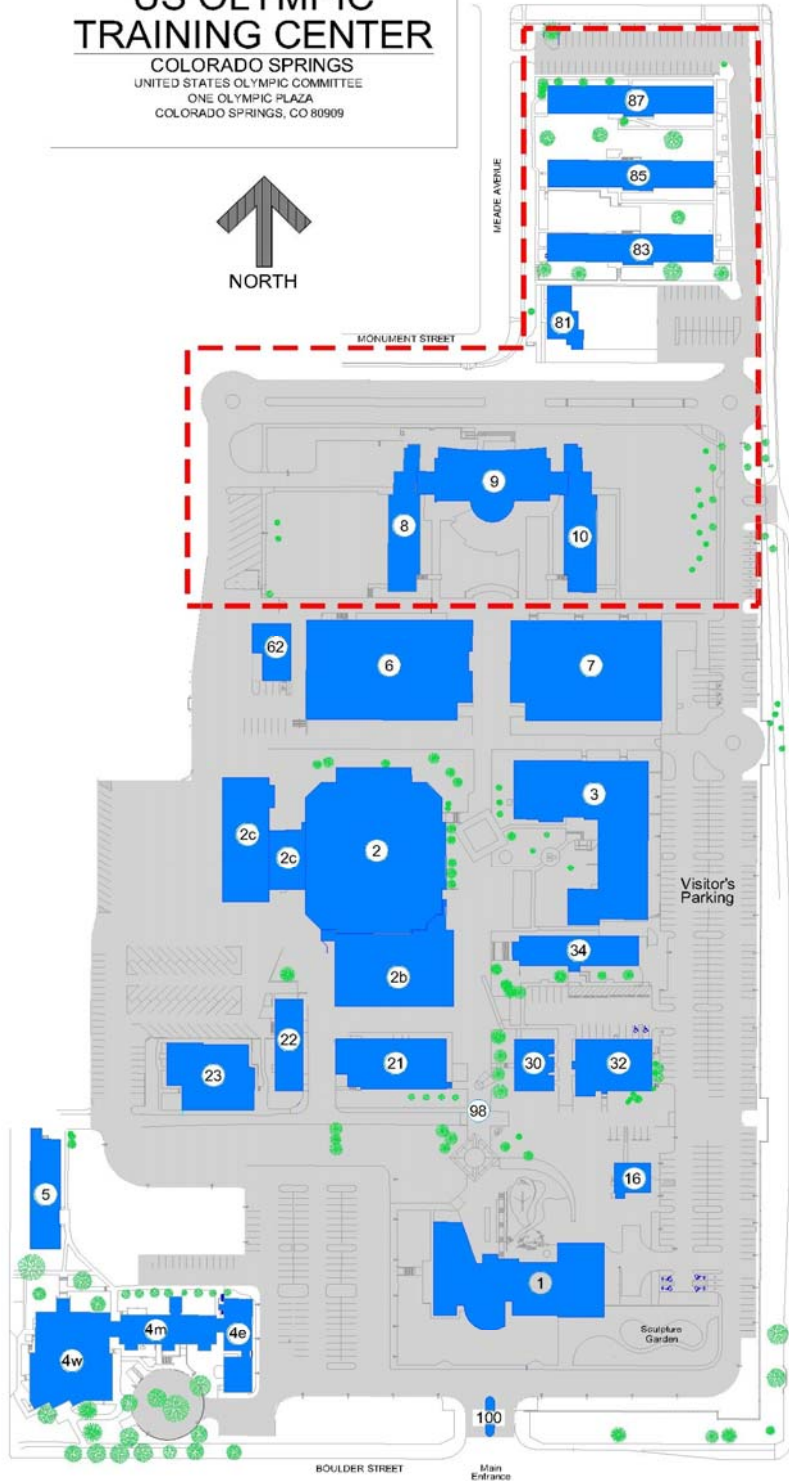 US OLYMPIC
TRAINING CENTER
COLORADO SPRINGS
UNITED STATES OLYMPIC COMMITTEE
ONE OLYMPIC PLAZA
COLORADO SPRINGS, CO 80909
NORTH
MEADE AVENUE
87
85
83
81
MONUMENT STREET
9
8
10
62
6
7
3
2c
2c
2
Visitor's
Parking
34
2b
22
21
30
32
23
98
16
5
1
4m
4e
4w
Sculpture
Garden
100
BOULDER STREET
Main
Entrance